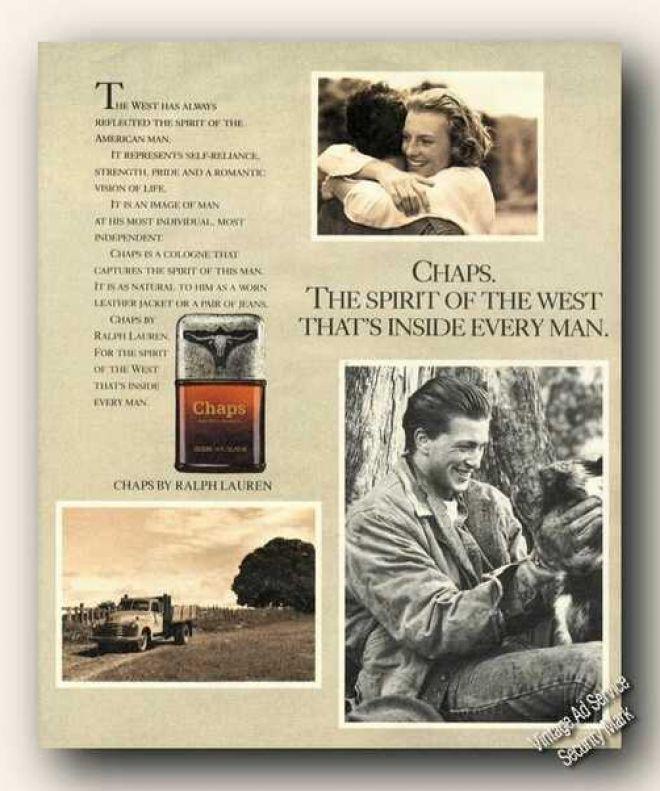 THE WEST HAS ALWAYS
REFLECTED THE SPIRIT OF THE
AMERICAN MAN.
IT REPRESENTS SELF-RELIANCE,
STRENGTH, PRIDE AND A ROMANTIC
VISION OF LIFE.
IT IS AN IMAGE OF MAN
AT HIS MOST INDIVIDUAL, MOST
INDEPENDENT.
CHAPS IS A COLOGNE THAT
CAPTURES THE SPIRIT OF THIS MAN.
IT IS AS NATURAL TO HIM AS A WORN
LEATHER JACKET OR A PAIR OF JEANS.
CHAPS BY
RALPH LAUREN.
FOR THE SPIRIT
OF THE WEST
THAT'S INSIDE
EVERY MAN.
Chaps
CHAPS BY RALPH LAUREN
CHAPS.
THE SPIRIT OF THE WEST
THAT'S INSIDE EVERY MAN.
Vintage Ad Service
Security Mark